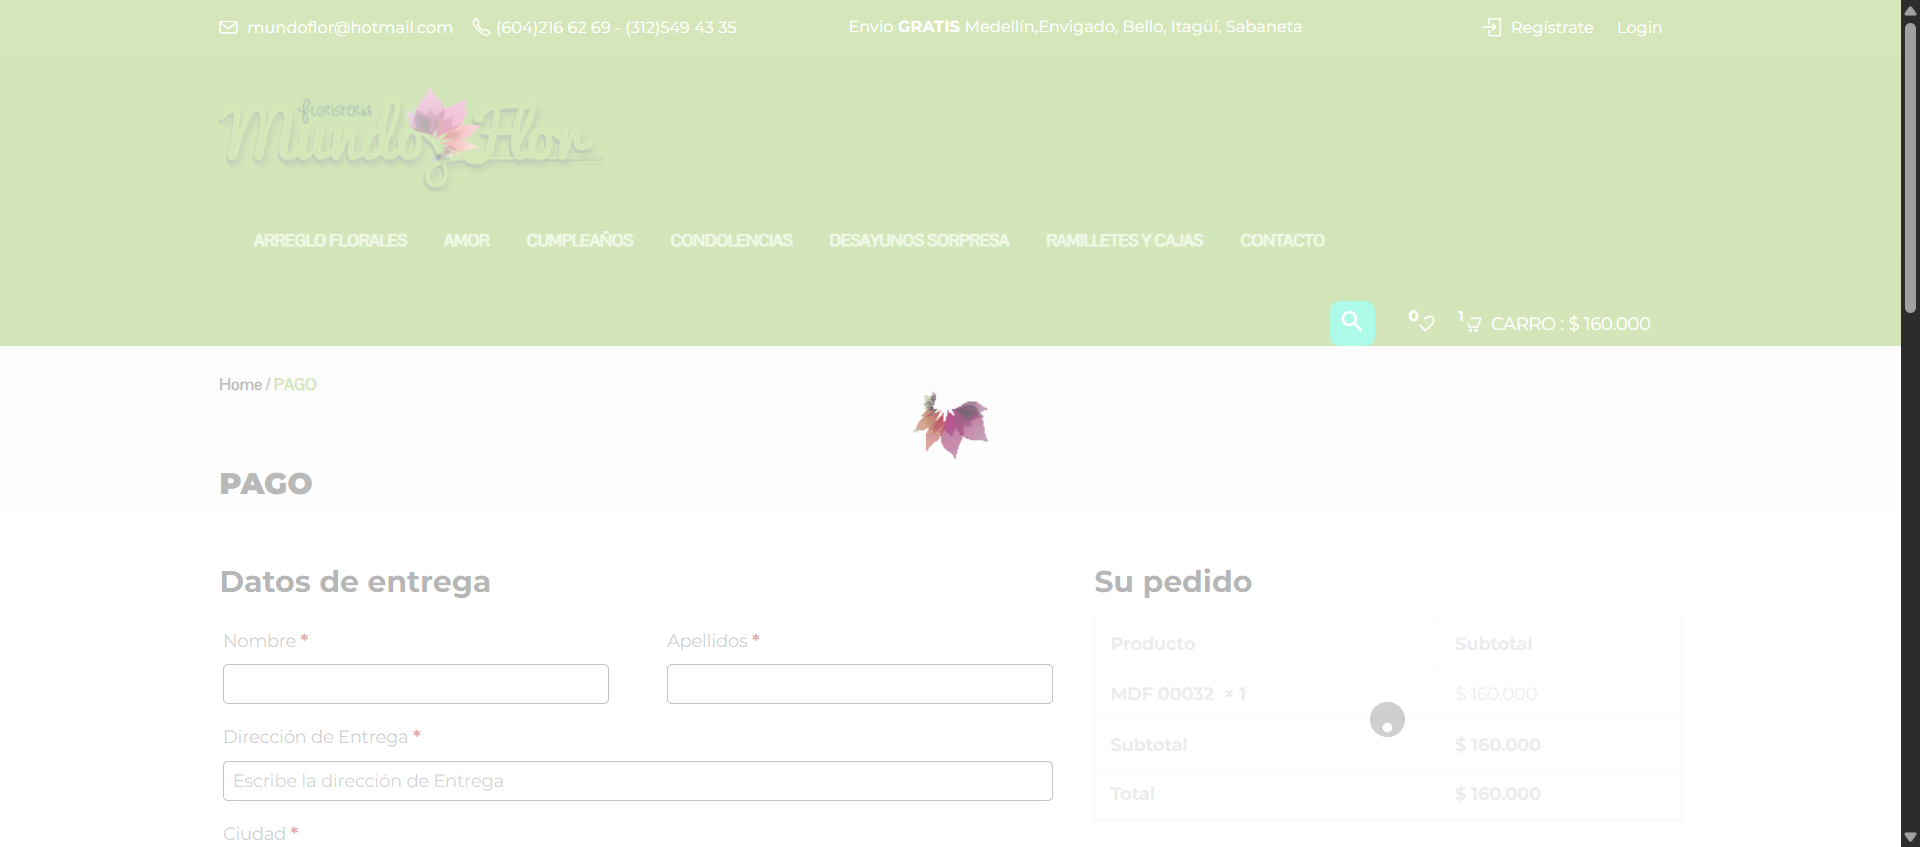 mundoflor@hotmail.com (604)216 62 69 - (312)549 43 35 Envio GRATIS Medellín,Envigado, Bello, Itagüí, Sabaneta Regístrate Login
floristería
Mundo Flor
ARREGLO FLORALES AMOR CUMPLEAÑOS CONDOLENCIAS DESAYUNOS SORPRESA RAMILLETES Y CAJAS CONTACTO
0 1 CARRO : $ 160.000
Home / PAGO
PAGO
Datos de entrega
Nombre *
Apellidos *
Dirección de Entrega *
Escribe la dirección de Entrega
Ciudad *
Su pedido
Producto Subtotal
MDF 00032 × 1 $ 160.000
Subtotal $ 160.000
Total $ 160.000